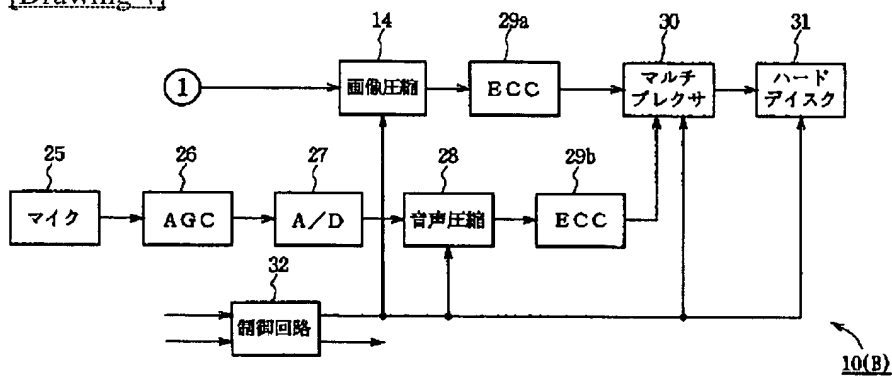 [Drawing
14
29a
30
31
1
画像圧縮
ECC
マルチ
プレクサ
ハード
デイスク
25
26
27
28
29b
マイク
AGC
A/D
音声圧縮
ECC
32
制御回路
10(B)